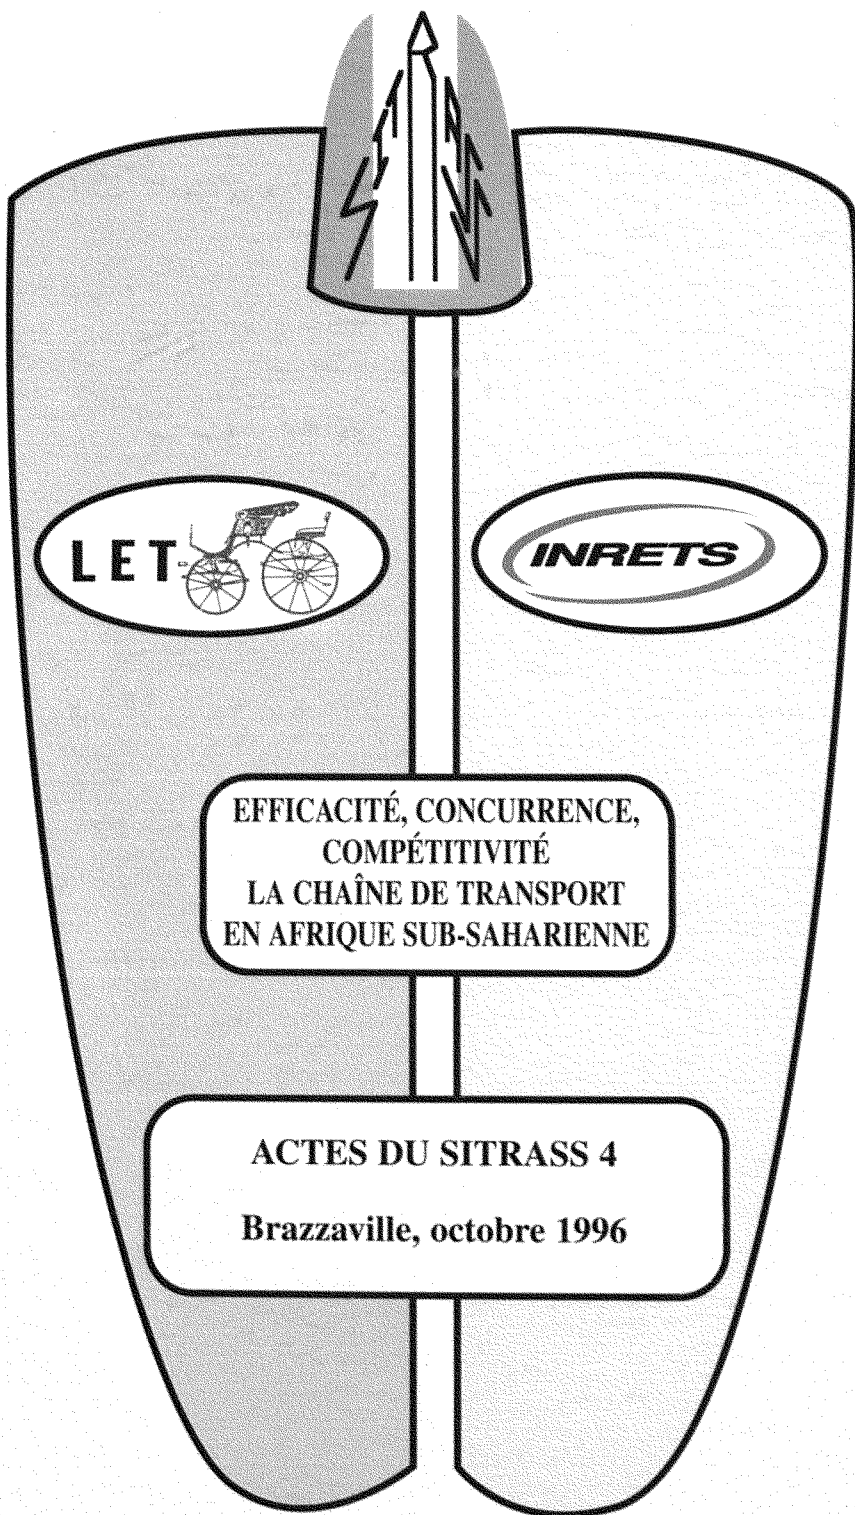 LET
INRETS
EFFICACITÉ, CONCURRENCE,
COMPÉTITIVITÉ
LA CHAÎNE DE TRANSPORT
EN AFRIQUE SUB-SAHARIENNE
ACTES DU SITRASS 4
Brazzaville, octobre 1996